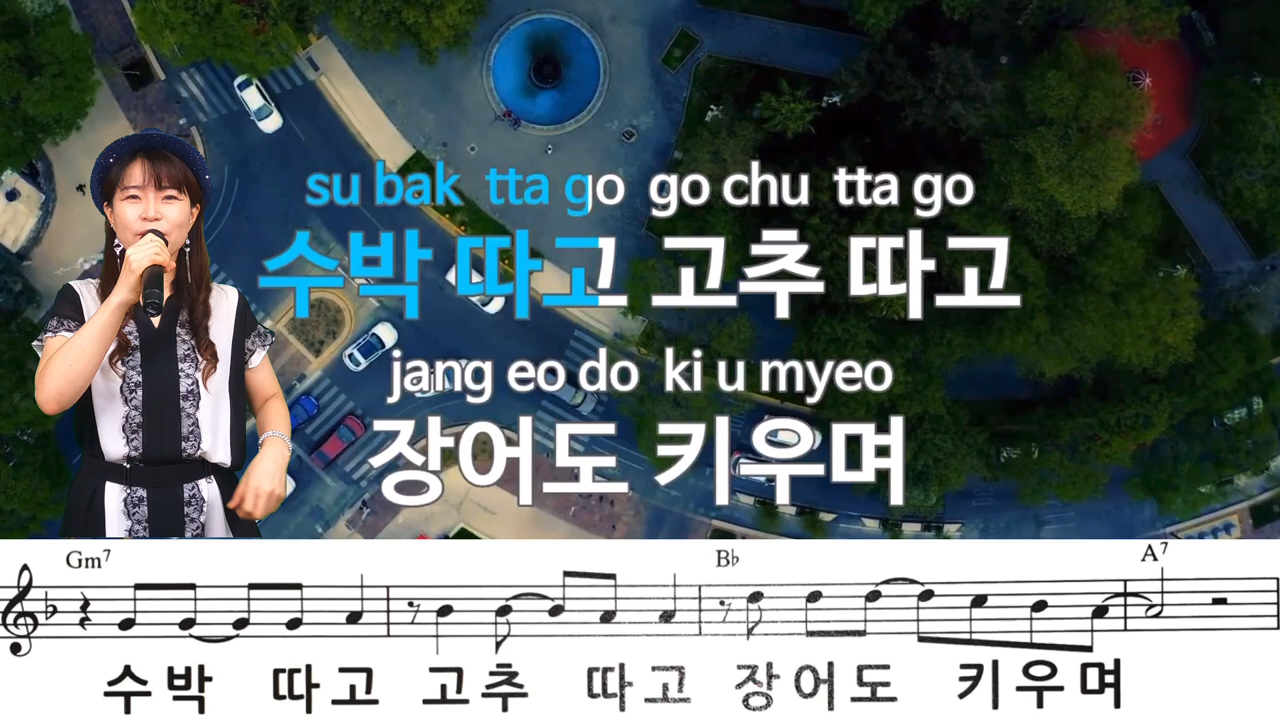 su bak tta go go chu tta go
수박 따고 고추 따고
jang eo do ki u myeo
장어도 키우며
Gm7 B♭ A7
수박 따고 고추 따고 장어도 키우며